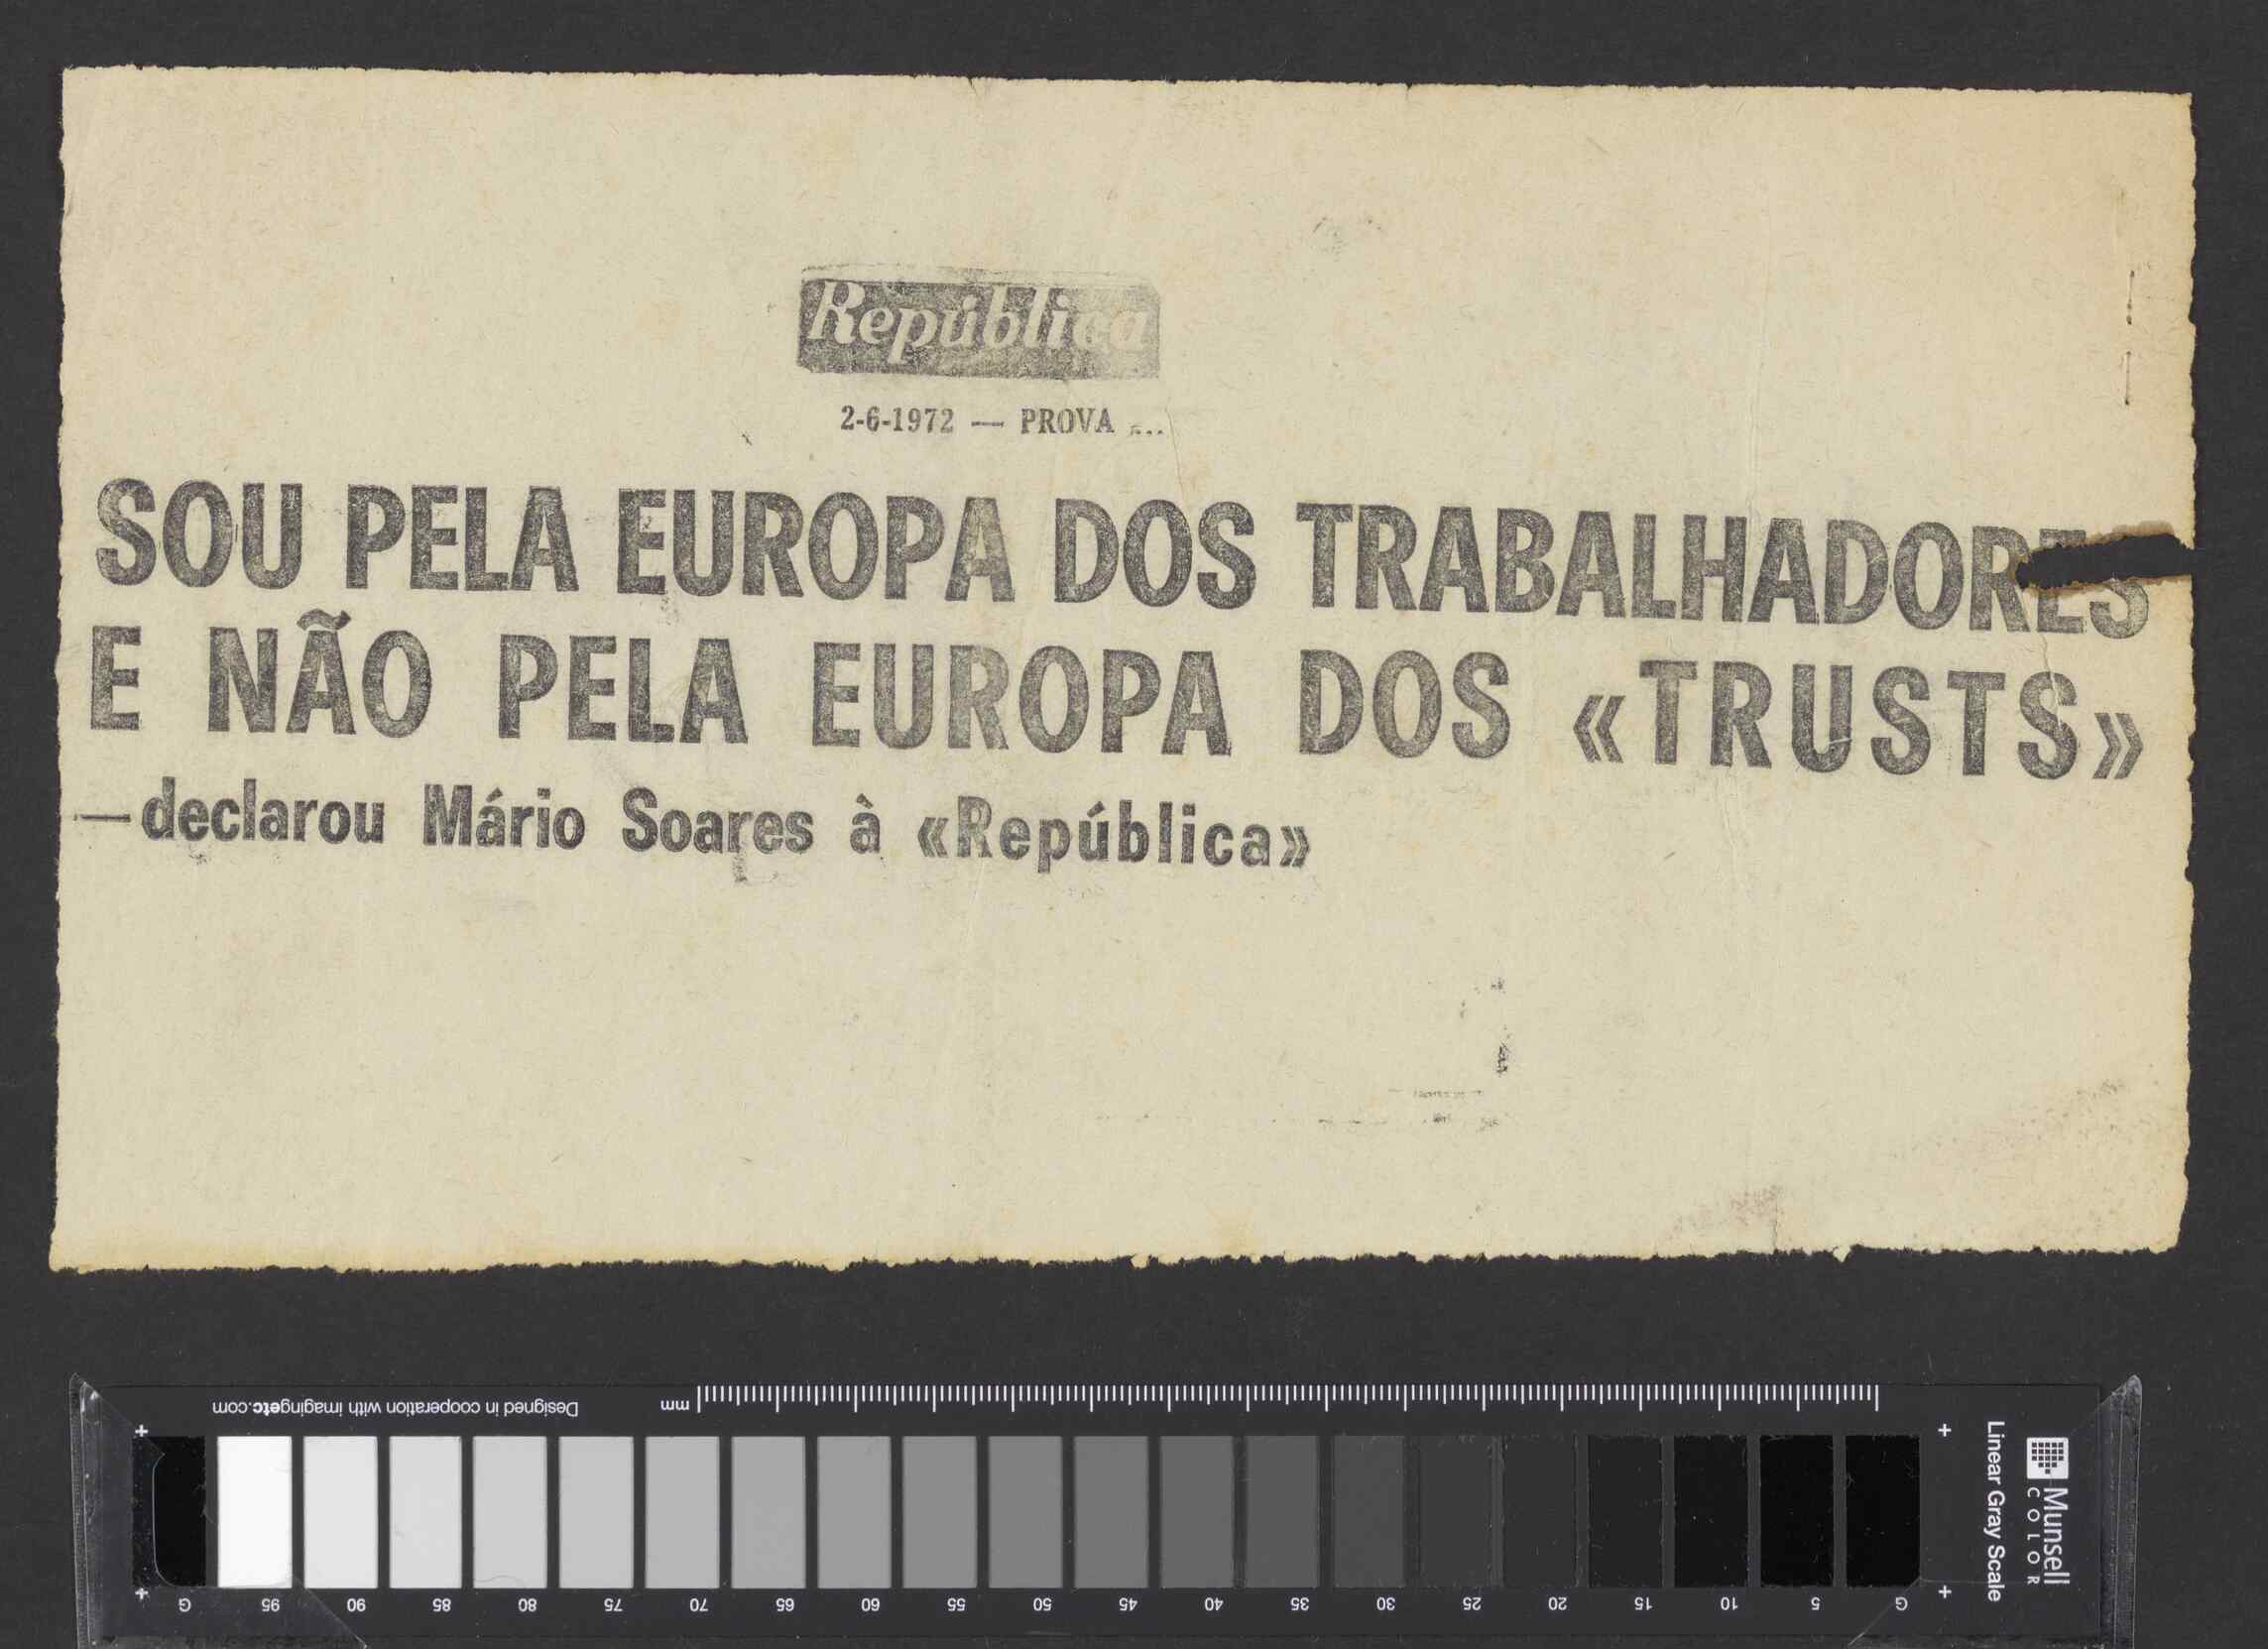 República
2-6-1972 — PROVA ...
SOU PELA EUROPA DOS TRABALHADORES
E NÃO PELA EUROPA DOS «TRUSTS»
—declarou Mário Soares à «República»
Designed in cooperation with imagingetc.com
mm
G 95 90 85 80 75 70 65 60 55 50 45 40 35 30 25 20 15 10 5 G
Linear Gray Scale
Munsell
COLOR